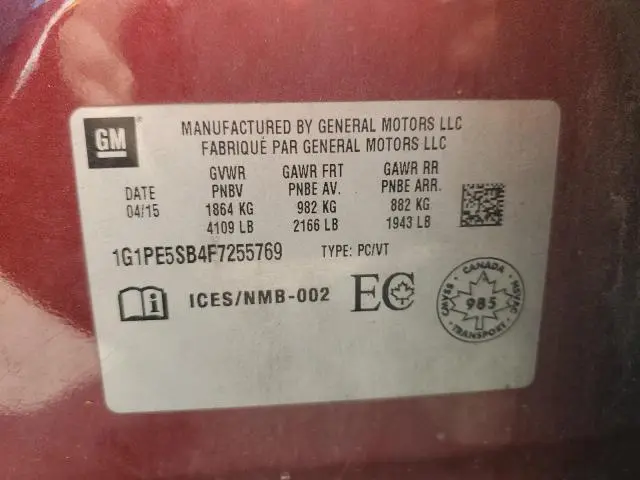 GM
MANUFACTURED BY GENERAL MOTORS LLC
FABRIQUÉ PAR GENERAL MOTORS LLC
GVWR GAWR FRT GAWR RR
DATE PNBV PNBE AV. PNBE ARR.
04/15 1864 KG 982 KG 882 KG
4109 LB 2166 LB 1943 LB
1G1PE5SB4F7255769 TYPE: PC/VT
i ICES/NMB-002 EC
CANADA
CMVSS
NSVAC
985
TRANSPORT